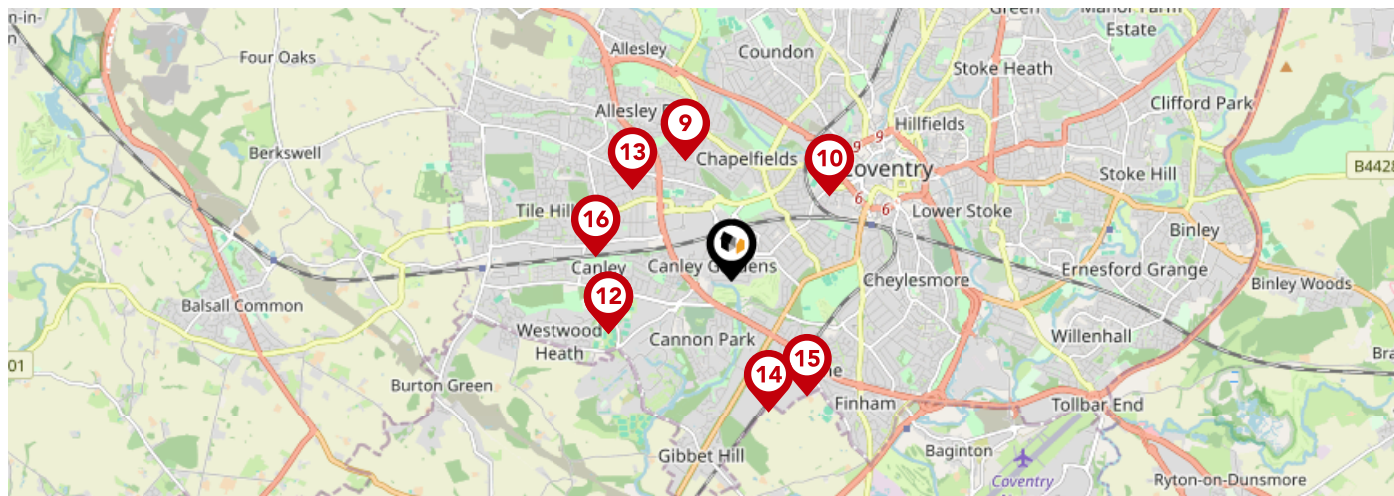 Green
Estate
Allesley
Coundon
Four Oaks
Stoke Heath
Clifford Park
Allesley
9
Hillfields
9
9
Berkswell
13
Chapelfields
10
Coventry
B4428
Stoke Hill
6
6
Tile Hill
16
Lower Stoke
Binley
Canley
Canley Gardens
Ernesford Grange
Cheylesmore
Binley Woods
12
Balsall Common
Westwood
Heath
Cannon Park
Willenhall
01
14
15
Burton Green
Finham
Tollbar End
Gibbet Hill
Baginton
Coventry
Ryton-on-Dunsmore